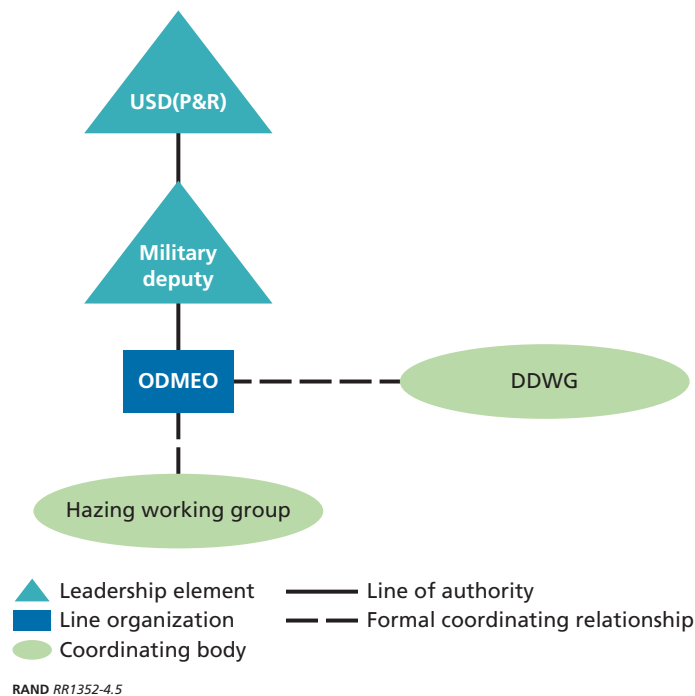 USD(P&R)
Military
deputy
ODMEO
DDWG
Hazing working group
Leadership element
Line of authority
Line organization
Formal coordinating relationship
Coordinating body
RAND RR1352-4.5